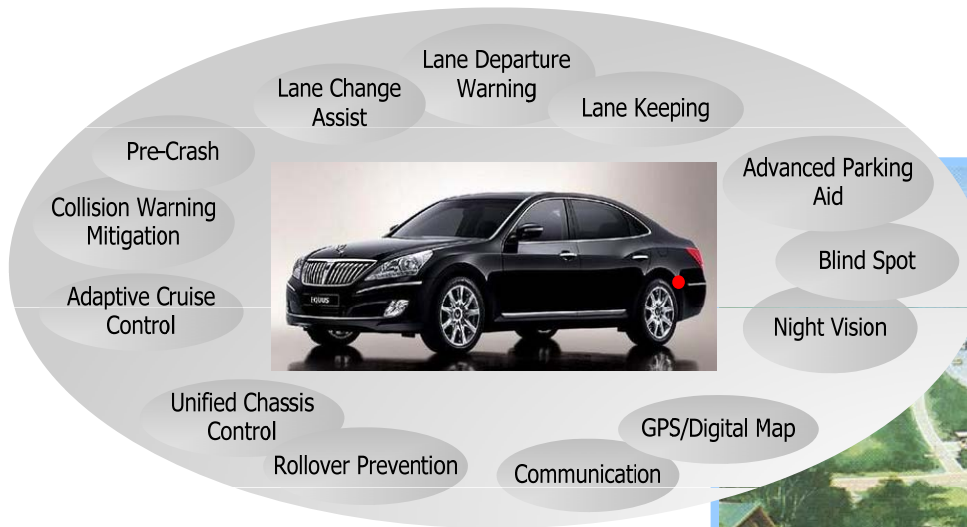 Lane Departure
Warning
Lane Change
Assist
Lane Keeping
Pre-Crash
Advanced Parking
Aid
Collision Warning
Mitigation
Blind Spot
Adaptive Cruise
Control
EQUUS
Night Vision
Unified Chassis
Control
GPS/Digital Map
Rollover Prevention
Communication